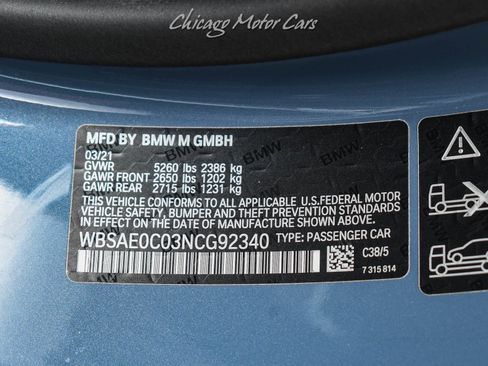 Chicago Motor Cars
MFD BY BMW M GMBH
03/21
GVWR 5260 lbs 2386 kg
GAWR FRONT 2650 lbs 1202 kg
GAWR REAR 2715 lbs 1231 kg
THIS VEHICLE CONFORMS TO ALL APPLICABLE U.S.FEDERAL MOTOR
VEHICLE SAFETY, BUMPER, AND THEFT PREVENTION STANDARDS
IN EFFECT ON THE DATE OF MANUFACTURE SHOWN ABOVE.
WBSAE0C03NCG92340 TYPE: PASSENGER CAR
C38/5
7 315 814